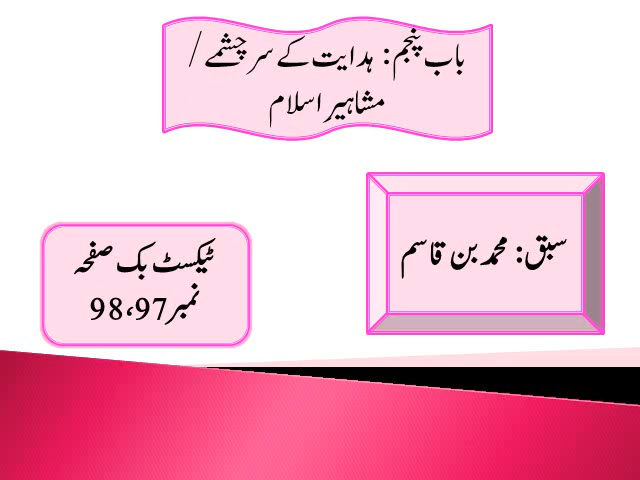 باب پنجم: ہدایت کے سرچشمے /
مشاہیر اسلام
سبق: محمد بن قاسم
ٹیکسٹ بک صفحہ
نمبر97،98